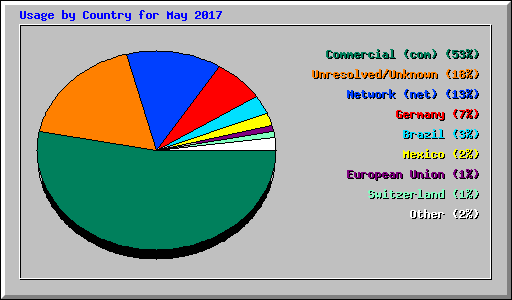 Usage by Country for May 2017
Commercial (com) (53%)
Unresolved/Unknown (18%)
Network (net) (13%)
Germany (7%)
Brazil (3%)
Mexico (2%)
European Union (1%)
Switzerland (1%)
Other (2%)